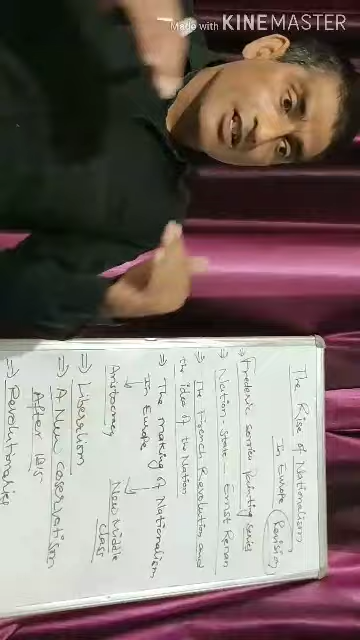 Made with KINEMASTER
The Rise of Nationalism
In Europe (Revision)
→ Frederic sorrieu painting series
→ Nation-state - Ernst Renan
⇒ The French Revolution and
the idea of the Nation
⇒ The making of Nationalism
In Europe
Aristocracy New Middle
class
⇒ Liberalism
⇒ A New Coservatism
After 1815
⇒ Revolutionaries